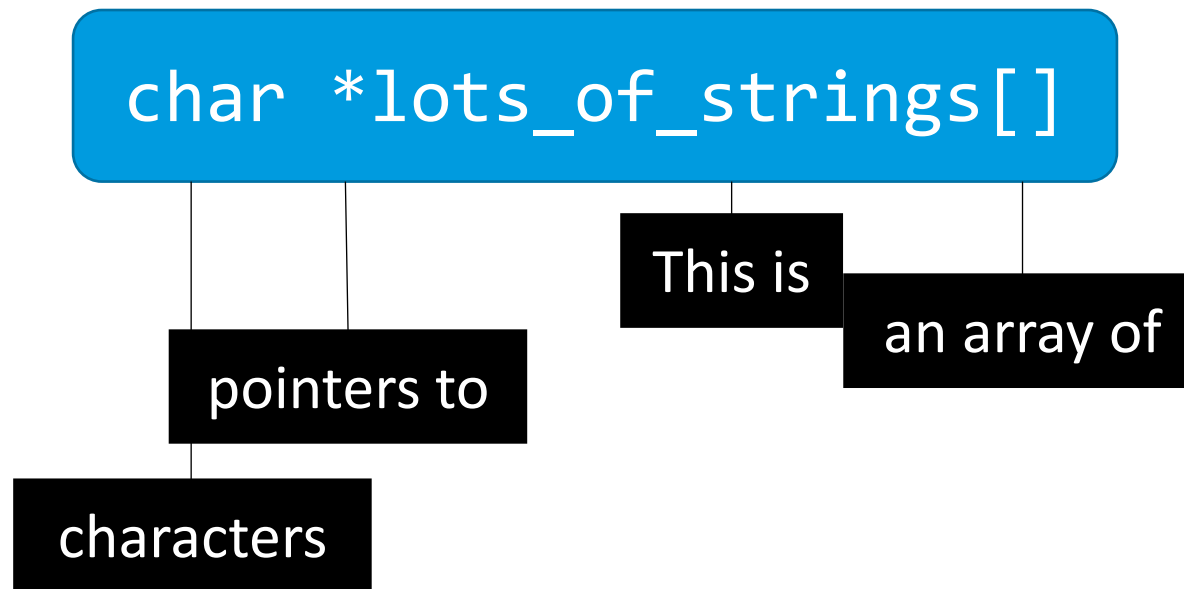 char *lots_of_strings[]
This is
an array of
pointers to
characters